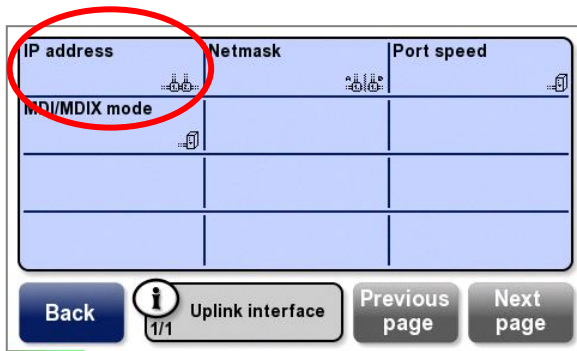 IP address Netmask Port speed
MDI/MDIX mode
Back i 1/1 Uplink interface Previous page Next page